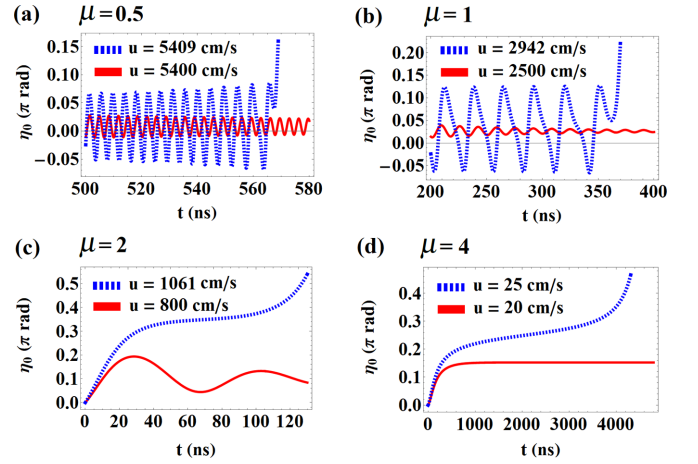 (a) μ = 0.5
u = 5409 cm/s
u = 5400 cm/s
η₀ (π rad)
0.15
0.10
0.05
0.00
−0.05
500 520 540 560 580
t (ns)
(b) μ = 1
u = 2942 cm/s
u = 2500 cm/s
η₀ (π rad)
0.20
0.15
0.10
0.05
0.00
−0.05
200 250 300 350 400
t (ns)
(c) μ = 2
u = 1061 cm/s
u = 800 cm/s
η₀ (π rad)
0.5
0.4
0.3
0.2
0.1
0.0
0 20 40 60 80 100 120
t (ns)
(d) μ = 4
u = 25 cm/s
u = 20 cm/s
η₀ (π rad)
0.4
0.3
0.2
0.1
0.0
0 1000 2000 3000 4000
t (ns)